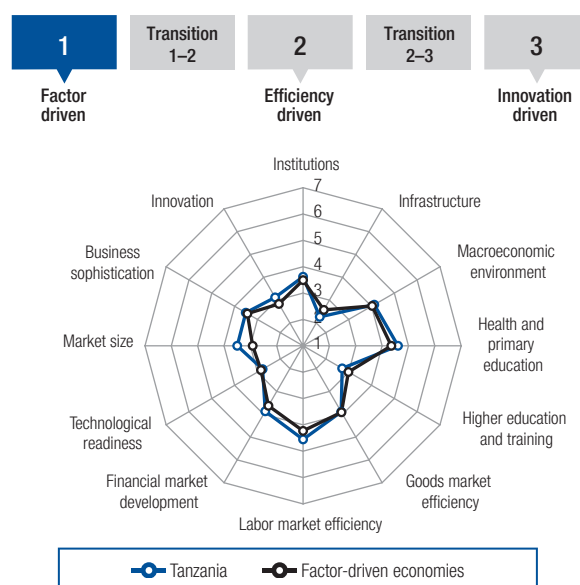 1
Transition
1–2
2
Transition
2–3
3
Factor
driven
Efficiency
driven
Innovation
driven
Institutions
7
6
5
4
3
2
1
Infrastructure
Macroeconomic
environment
Health and
primary
education
Higher education
and training
Goods market
efficiency
Labor market efficiency
Financial market
development
Technological
readiness
Market size
Business
sophistication
Innovation
Tanzania
Factor-driven economies